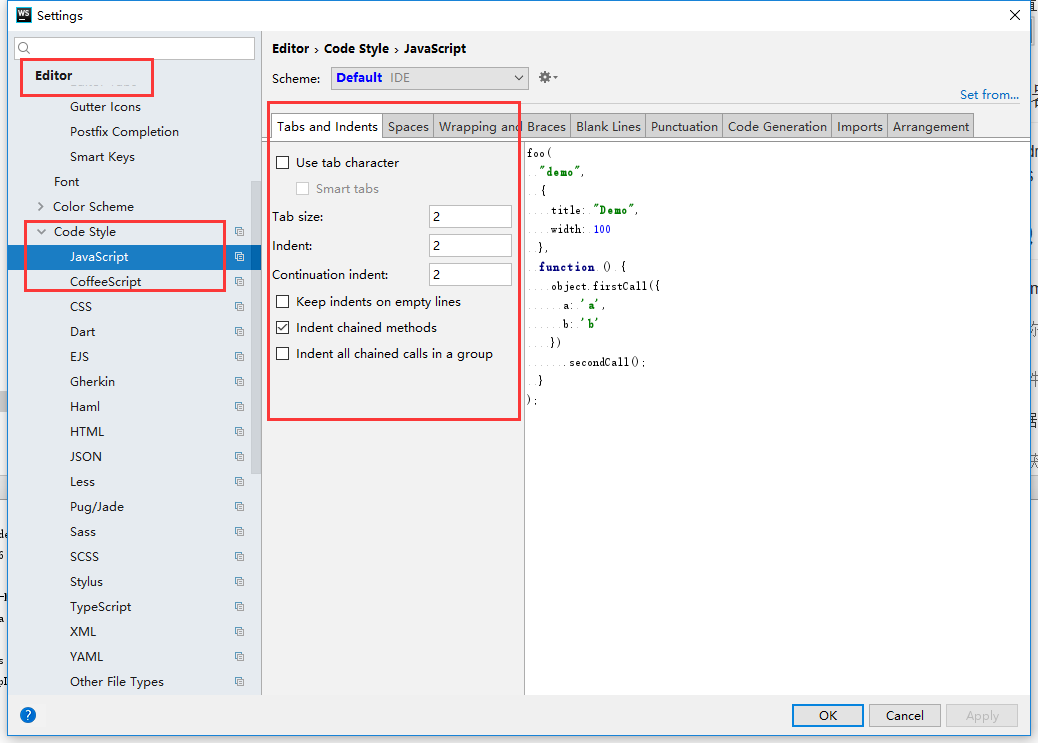 WS Settings
Editor
Gutter Icons
Postfix Completion
Smart Keys
Font
Color Scheme
Code Style
JavaScript
CoffeeScript
CSS
Dart
EJS
Gherkin
Haml
HTML
JSON
Less
Pug/Jade
Sass
SCSS
Stylus
TypeScript
XML
YAML
Other File Types
Editor › Code Style › JavaScript
Scheme: Default IDE
Set from...
Tabs and Indents Spaces Wrapping and Braces Blank Lines Punctuation Code Generation Imports Arrangement
Use tab character
Smart tabs
Tab size: 2
Indent: 2
Continuation indent: 2
Keep indents on empty lines
Indent chained methods
Indent all chained calls in a group
foo(
"demo",
{
title: "Demo",
width: 100
},
function () {
object.firstCall({
a: 'a',
b: 'b'
})
.secondCall();
}
);
? OK Cancel Apply